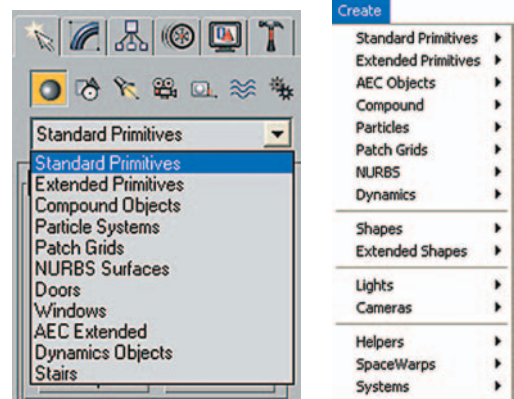 Standard Primitives
Standard Primitives
Extended Primitives
Compound Objects
Particle Systems
Patch Grids
NURBS Surfaces
Doors
Windows
AEC Extended
Dynamics Objects
Stairs
Create
Standard Primitives
Extended Primitives
AEC Objects
Compound
Particles
Patch Grids
NURBS
Dynamics
Shapes
Extended Shapes
Lights
Cameras
Helpers
SpaceWarps
Systems